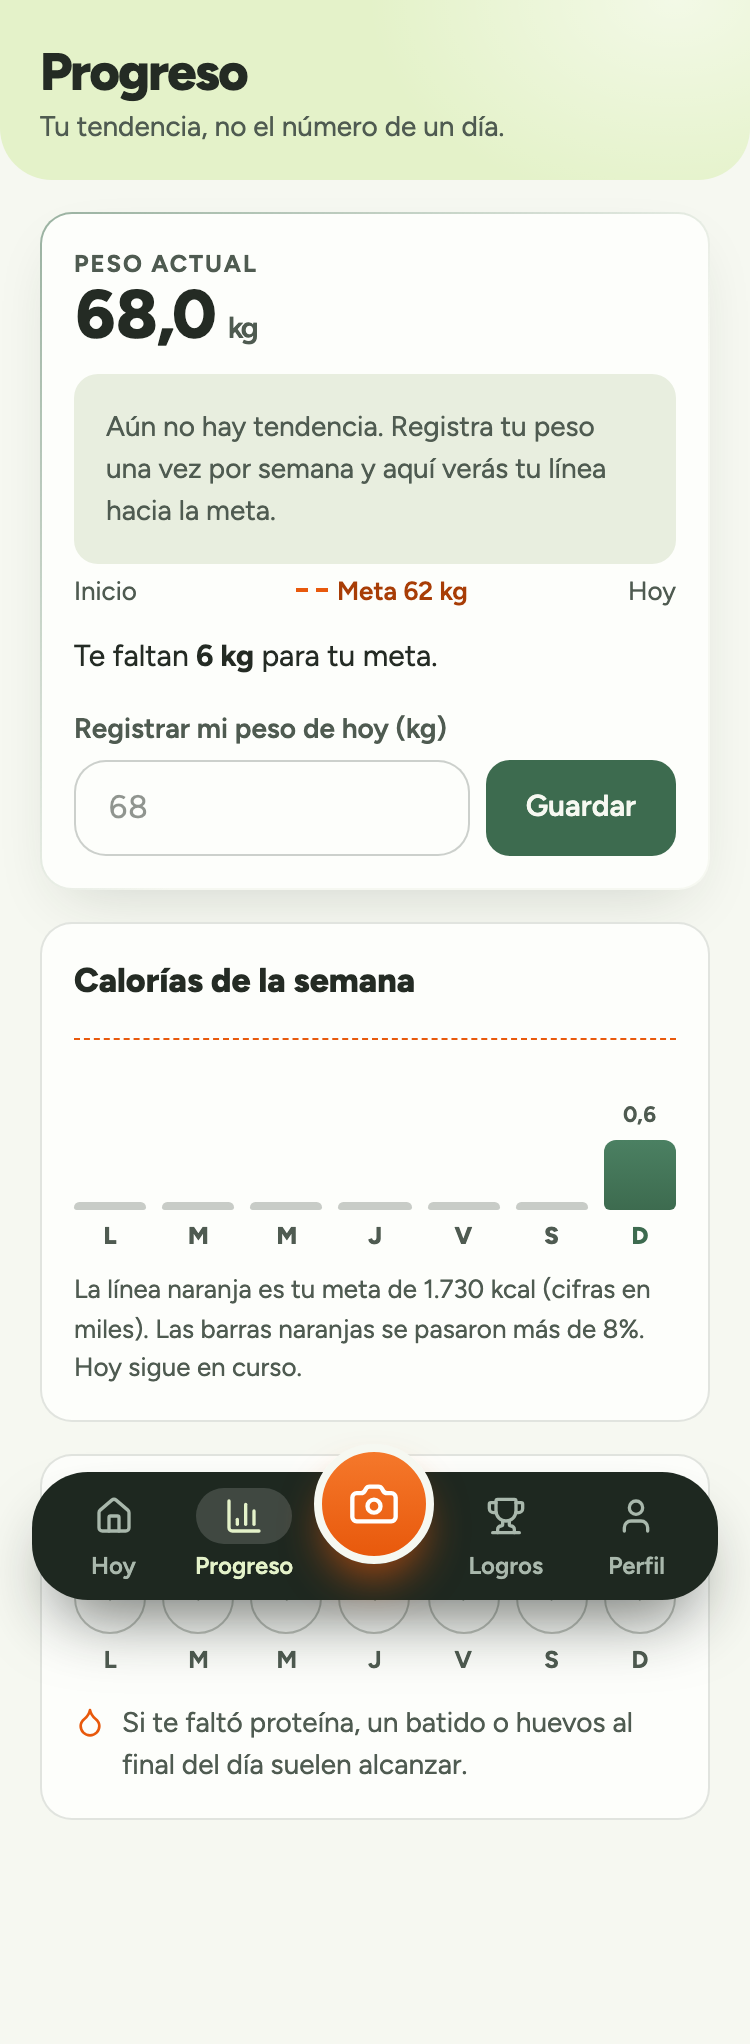 Progreso
Tu tendencia, no el número de un día.
PESO ACTUAL
68,0 kg
Aún no hay tendencia. Registra tu peso
una vez por semana y aquí verás tu línea
hacia la meta.
Inicio Meta 62 kg Hoy
Te faltan 6 kg para tu meta.
Registrar mi peso de hoy (kg)
68 Guardar
Calorías de la semana
0,6
L M M J V S D
La línea naranja es tu meta de 1.730 kcal (cifras en
miles). Las barras naranjas se pasaron más de 8%.
Hoy sigue en curso.
Hoy Progreso Logros Perfil
L M M J V S D
Si te faltó proteína, un batido o huevos al
final del día suelen alcanzar.